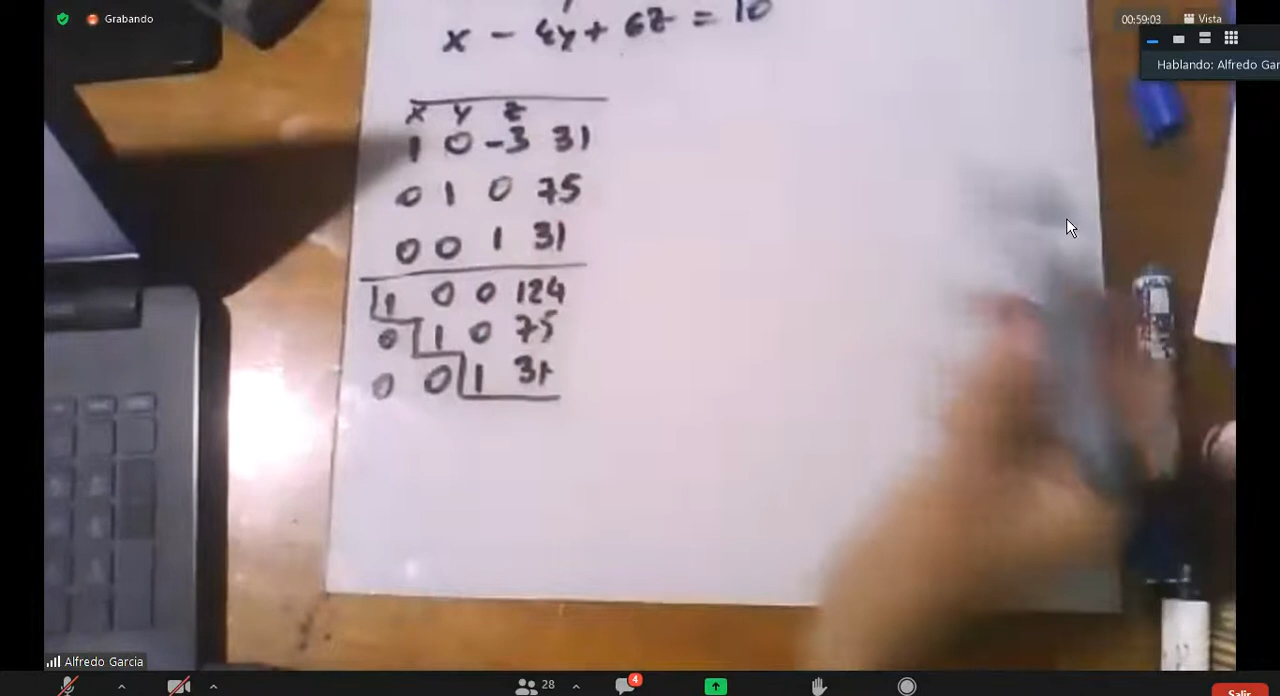 Grabando
00:59:03
Vista
Hablando: Alfredo Gar
x - 4y + 6z = 10
x y z
1 0 -3 31
0 1 0 75
0 0 1 31
1 0 0 124
0 1 0 75
0 0 1 31
Alfredo Garcia
28
4
Salir